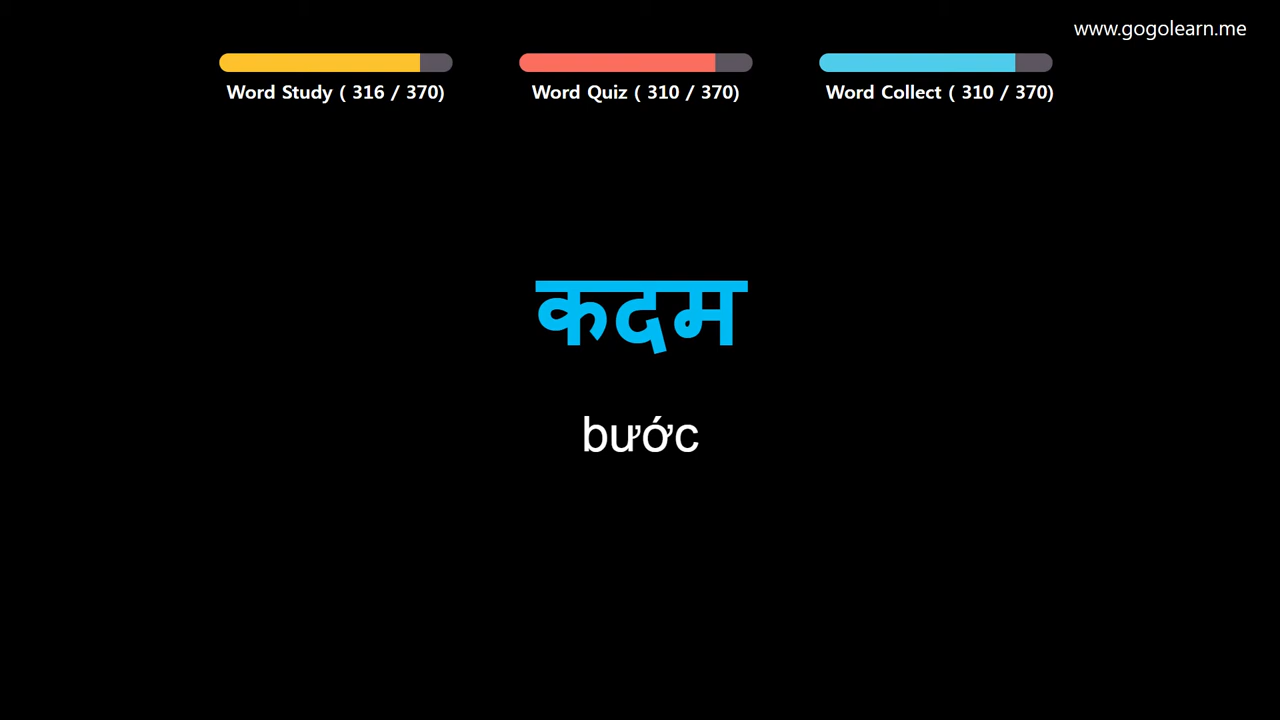 www.gogolearn.me
Word Study ( 316 / 370)
Word Quiz ( 310 / 370)
Word Collect ( 310 / 370)
कदम
bước